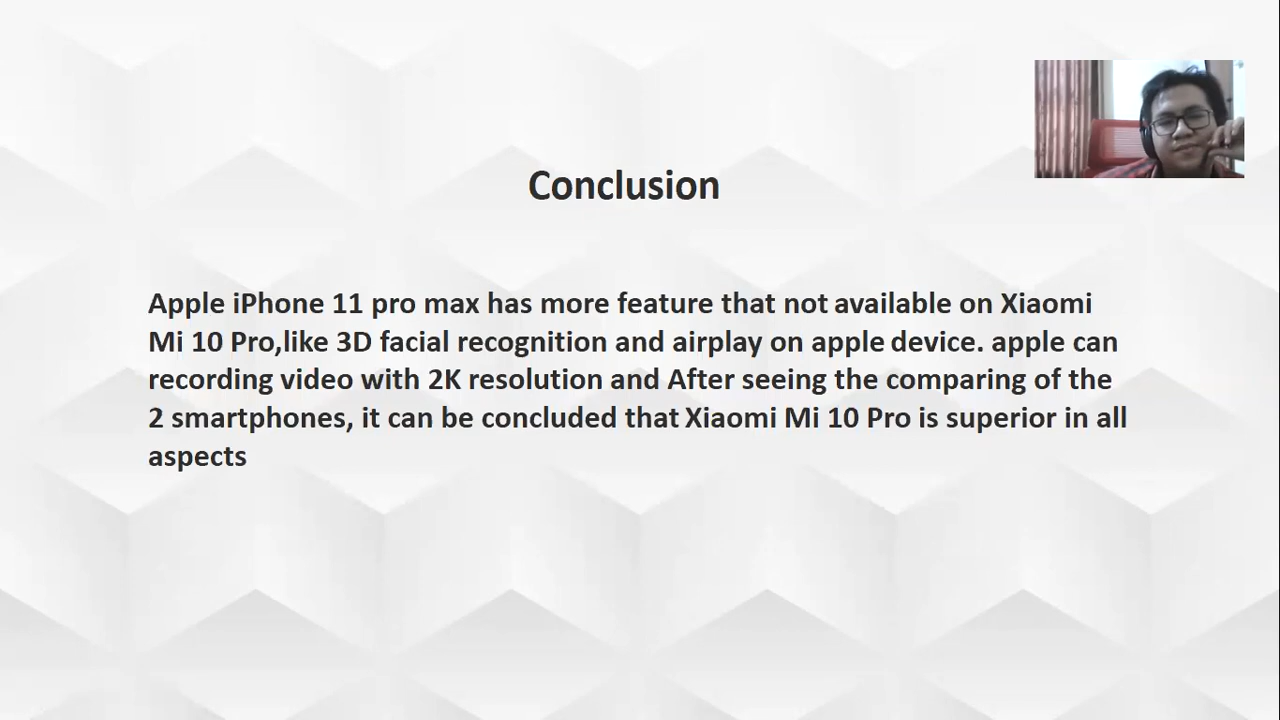 Conclusion
Apple iPhone 11 pro max has more feature that not available on Xiaomi
Mi 10 Pro,like 3D facial recognition and airplay on apple device. apple can
recording video with 2K resolution and After seeing the comparing of the
2 smartphones, it can be concluded that Xiaomi Mi 10 Pro is superior in all
aspects